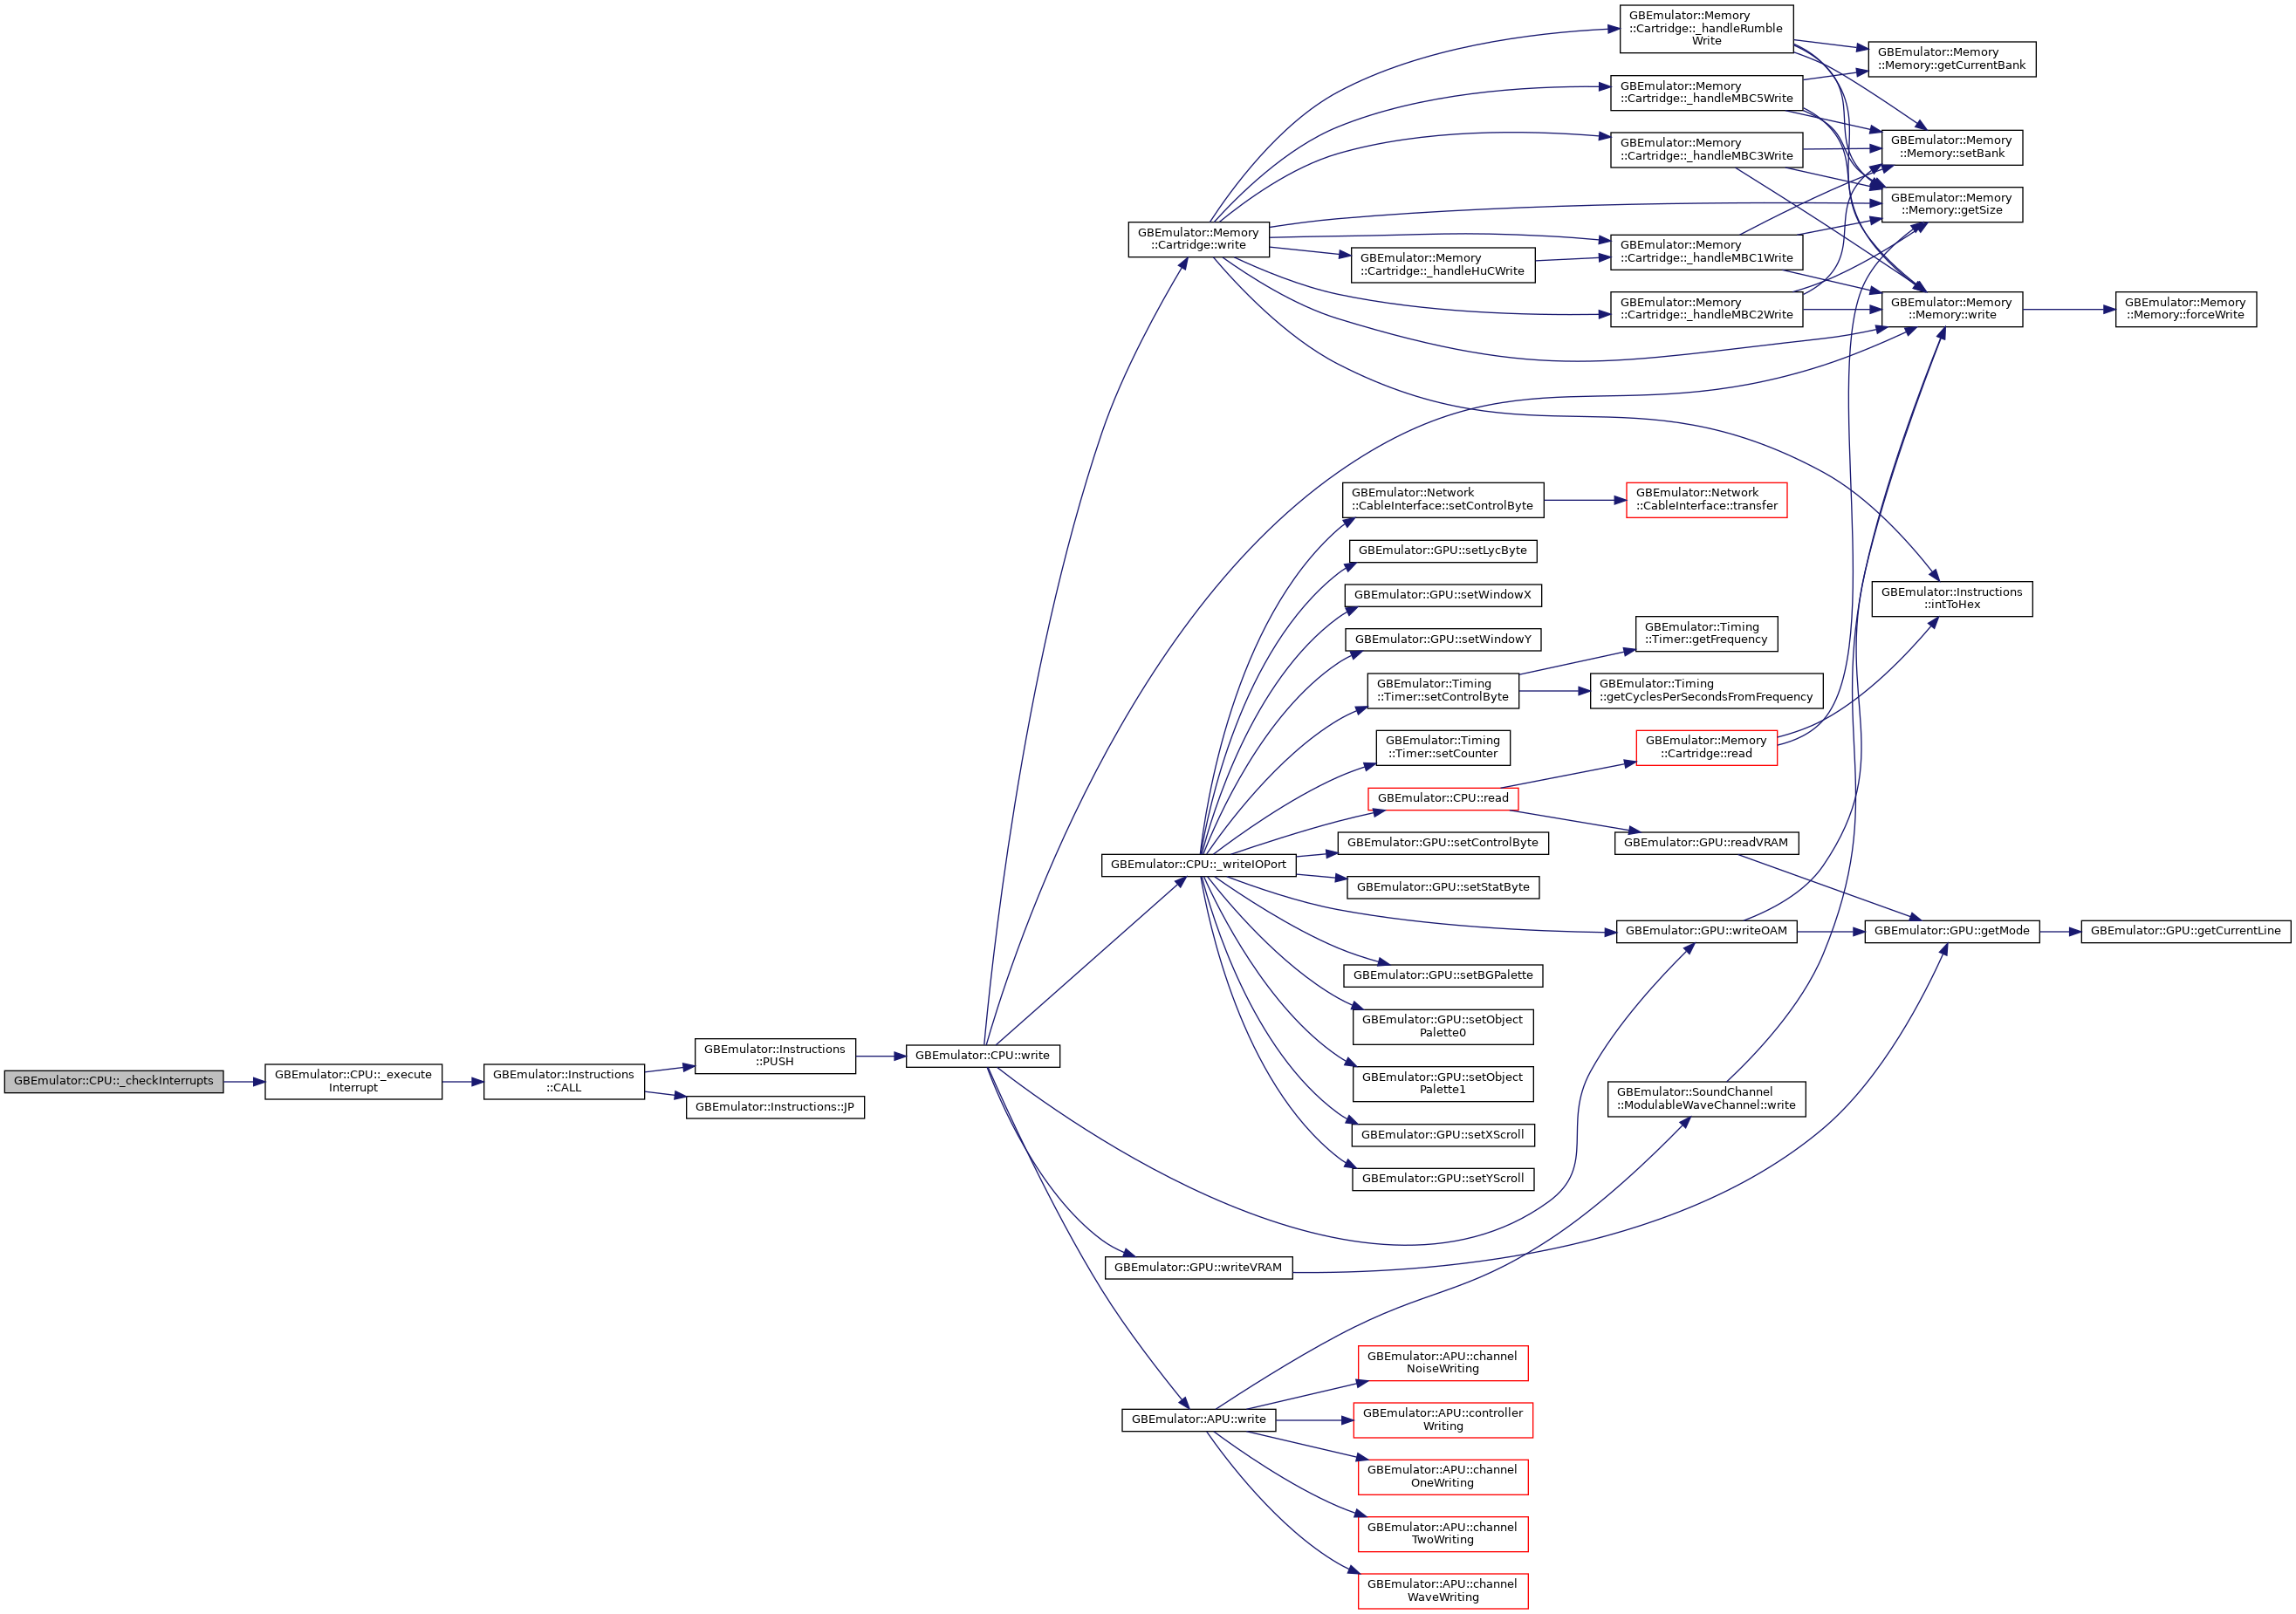 GBEmulator::CPU::_checkInterrupts
GBEmulator::CPU::_execute
Interrupt
GBEmulator::Instructions
::CALL
GBEmulator::Instructions
::PUSH
GBEmulator::Instructions::JP
GBEmulator::CPU::write
GBEmulator::Memory
::Cartridge::write
GBEmulator::CPU::_writeIOPort
GBEmulator::GPU::writeVRAM
GBEmulator::APU::write
GBEmulator::Memory
::Cartridge::_handleHuCWrite
GBEmulator::Network
::CableInterface::setControlByte
GBEmulator::GPU::setLycByte
GBEmulator::GPU::setWindowX
GBEmulator::GPU::setWindowY
GBEmulator::Timing
::Timer::setControlByte
GBEmulator::Timing
::Timer::setCounter
GBEmulator::CPU::read
GBEmulator::GPU::setControlByte
GBEmulator::GPU::setStatByte
GBEmulator::GPU::setBGPalette
GBEmulator::GPU::setObject
Palette0
GBEmulator::GPU::setObject
Palette1
GBEmulator::GPU::setXScroll
GBEmulator::GPU::setYScroll
GBEmulator::APU::channel
NoiseWriting
GBEmulator::APU::controller
Writing
GBEmulator::APU::channel
OneWriting
GBEmulator::APU::channel
TwoWriting
GBEmulator::APU::channel
WaveWriting
GBEmulator::Memory
::Cartridge::_handleRumble
Write
GBEmulator::Memory
::Cartridge::_handleMBC5Write
GBEmulator::Memory
::Cartridge::_handleMBC3Write
GBEmulator::Memory
::Cartridge::_handleMBC1Write
GBEmulator::Memory
::Cartridge::_handleMBC2Write
GBEmulator::Network
::CableInterface::transfer
GBEmulator::Timing
::Timer::getFrequency
GBEmulator::Timing
::getCyclesPerSecondsFromFrequency
GBEmulator::Memory
::Cartridge::read
GBEmulator::GPU::readVRAM
GBEmulator::GPU::writeOAM
GBEmulator::SoundChannel
::ModulableWaveChannel::write
GBEmulator::Memory
::Memory::getCurrentBank
GBEmulator::Memory
::Memory::setBank
GBEmulator::Memory
::Memory::getSize
GBEmulator::Memory
::Memory::write
GBEmulator::Instructions
::intToHex
GBEmulator::GPU::getMode
GBEmulator::Memory
::Memory::forceWrite
GBEmulator::GPU::getCurrentLine